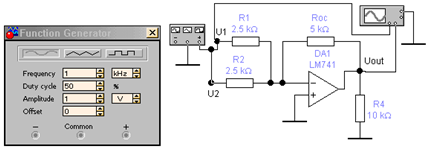 Function Generator
Frequency 1 kHz
Duty cycle 50 %
Amplitude 1 V
Offset 0
− Common +
U1
U2
R1
2.5 kΩ
R2
2.5 kΩ
Roc
5 kΩ
DA1
LM741
Uout
R4
10 kΩ